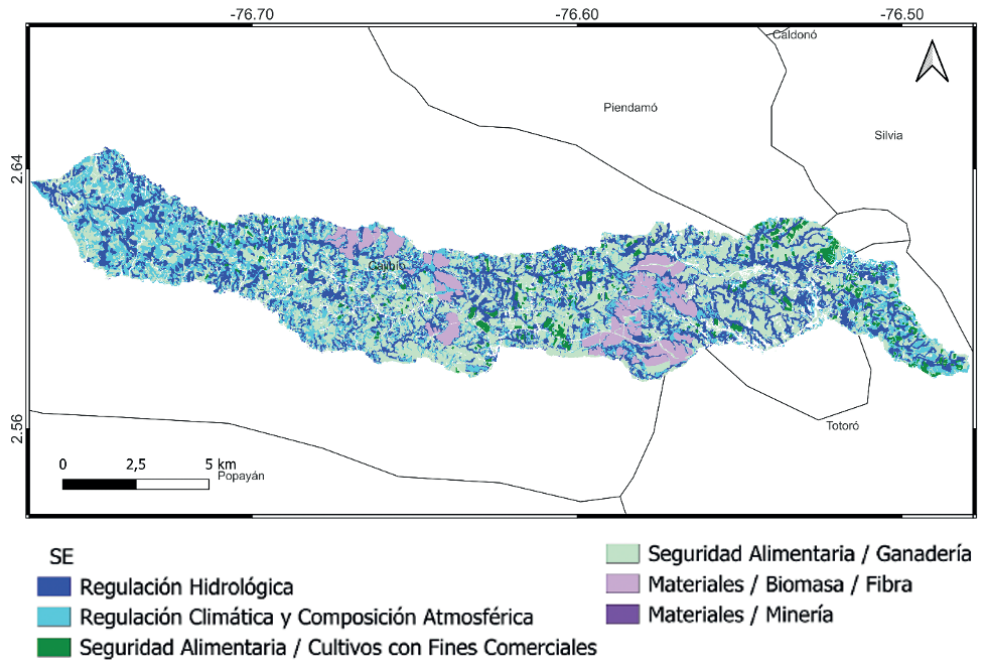 -76.70 -76.60 -76.50
Caldonó
Piendamó
Silvia
2.64
Cajibío
2.56
Totoró
0 2,5 5 km
Popayán
SE
Regulación Hidrológica
Regulación Climática y Composición Atmosférica
Seguridad Alimentaria / Cultivos con Fines Comerciales
Seguridad Alimentaria / Ganadería
Materiales / Biomasa / Fibra
Materiales / Minería